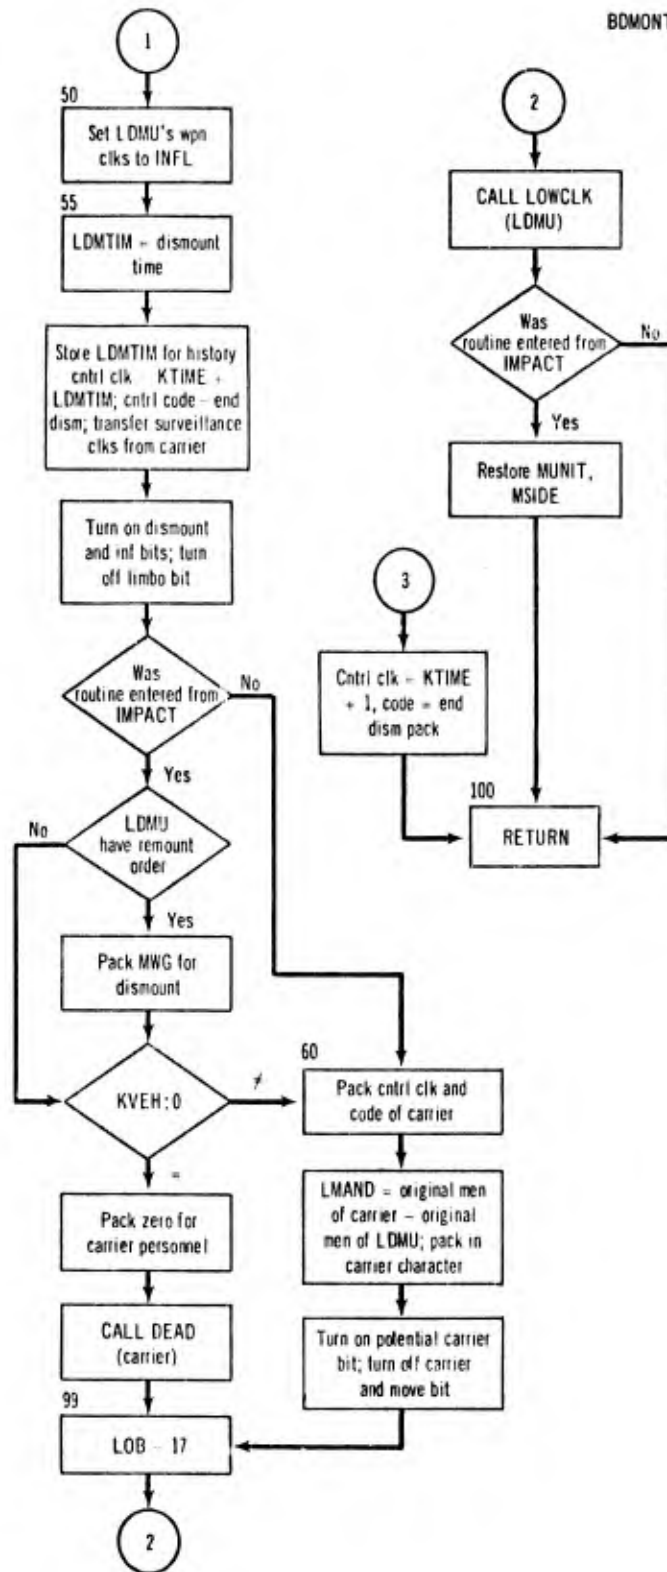 BDMONT
1
50
Set LDMU's wpn
clks to INFL
55
LDMTIM = dismount
time
Store LDMTIM for history
cntrl clk = KTIME +
LDMTIM; cntrl code = end
dism; transfer surveillance
clks from carrier
Turn on dismount
and inf bits; turn
off limbo bit
Was
routine entered from
IMPACT
No
Yes
LDMU
have remount
order
No
Yes
Pack MWG for
dismount
KVEH:0
≠
=
Pack zero for
carrier personnel
CALL DEAD
(carrier)
99
LOB = 17
2
60
Pack cntrl clk and
code of carrier
LMAND = original men
of carrier - original
men of LDMU; pack in
carrier character
Turn on potential carrier
bit; turn off carrier
and move bit
2
CALL LOWCLK
(LDMU)
Was
routine entered from
IMPACT
No
Yes
Restore MUNIT,
MSIDE
3
Cntrl clk = KTIME
+ 1, code = end
dism pack
100
RETURN